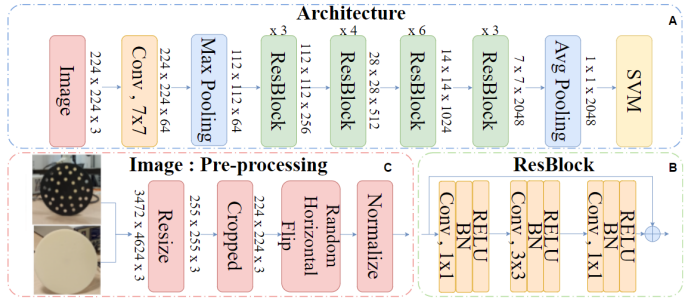 Architecture
A
Image
224 x 224 x 3
Conv , 7x7
224 x 224 x 64
Max Pooling
112 x 112 x 64
x 3
ResBlock
112 x 112 x 256
x 4
ResBlock
28 x 28 x 512
x 6
ResBlock
14 x 14 x 1024
x 3
ResBlock
7 x 7 x 2048
Avg Pooling
1 x 1 x 2048
SVM
Image : Pre-processing
C
3472 x 4624 x 3
Resize
255 x 255 x 3
Cropped
224 x 224 x 3
Random
Horizontal
Flip
Normalize
ResBlock
B
RELU
BN
Conv , 1x1
RELU
BN
Conv , 3x3
RELU
BN
Conv , 1x1